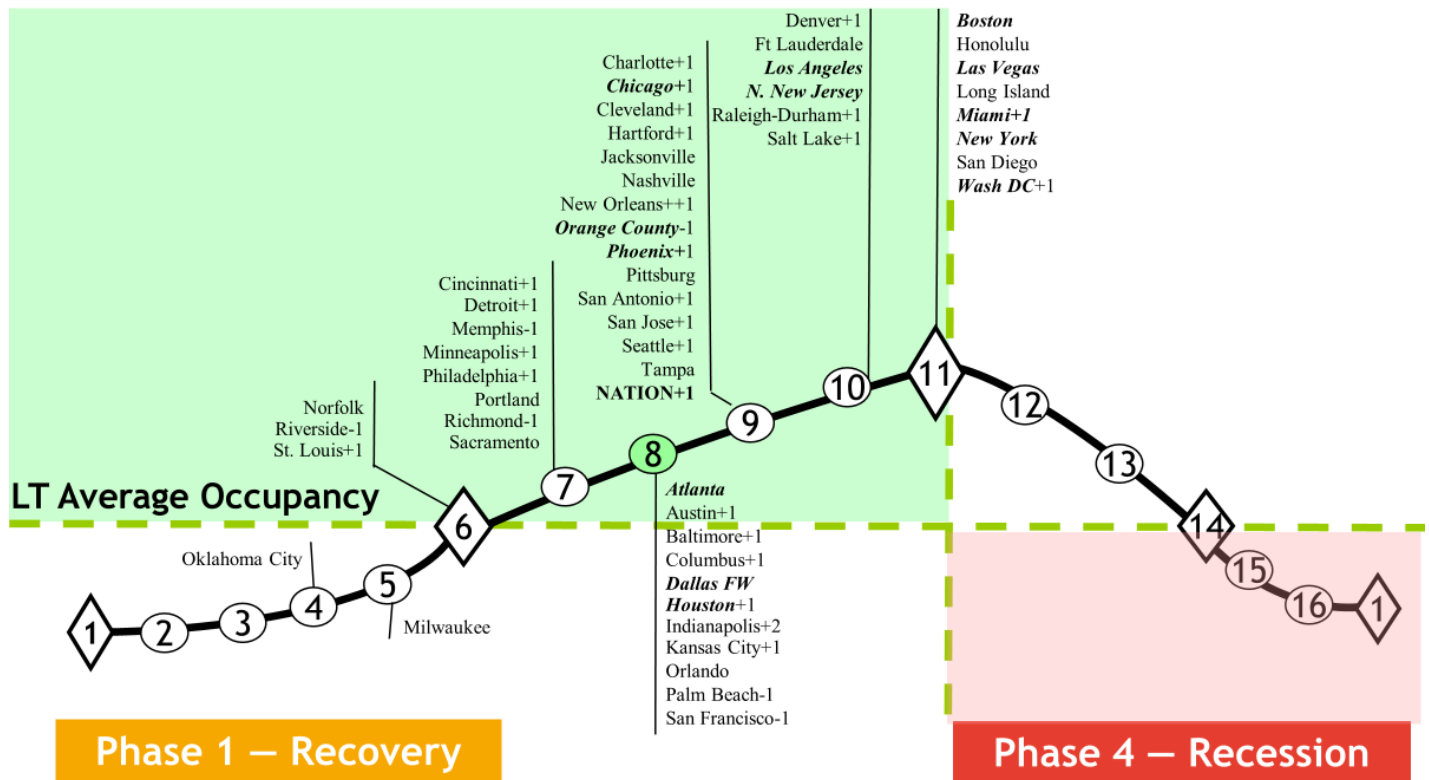 Denver+1
Ft Lauderdale
Los Angeles
N. New Jersey
Raleigh-Durham+1
Salt Lake+1
Boston
Honolulu
Las Vegas
Long Island
Miami+1
New York
San Diego
Wash DC+1
Charlotte+1
Chicago+1
Cleveland+1
Hartford+1
Jacksonville
Nashville
New Orleans++1
Orange County-1
Phoenix+1
Pittsburg
San Antonio+1
San Jose+1
Seattle+1
Tampa
NATION+1
Cincinnati+1
Detroit+1
Memphis-1
Minneapolis+1
Philadelphia+1
Portland
Richmond-1
Sacramento
Norfolk
Riverside-1
St. Louis+1
LT Average Occupancy
Oklahoma City
Milwaukee
Atlanta
Austin+1
Baltimore+1
Columbus+1
Dallas FW
Houston+1
Indianapolis+2
Kansas City+1
Orlando
Palm Beach-1
San Francisco-1
1
2
3
4
5
6
7
8
9
10
11
12
13
14
15
16
1
Phase 1 — Recovery
Phase 4 — Recession